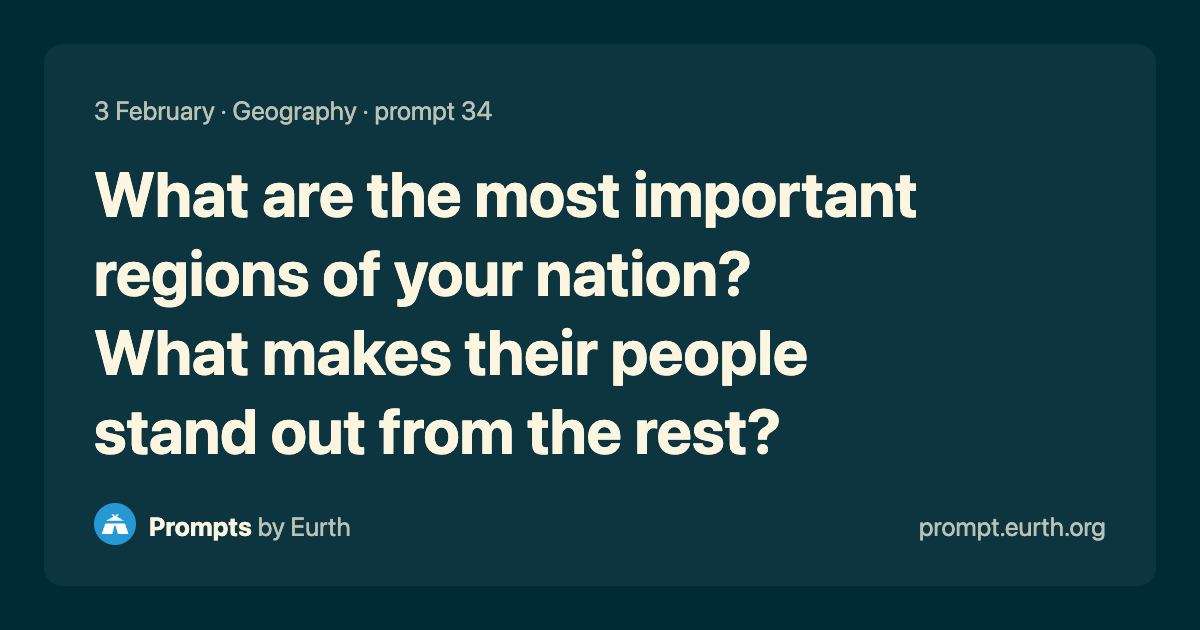 3 February · Geography · prompt 34
What are the most important
regions of your nation?
What makes their people
stand out from the rest?
Prompts by Eurth
prompt.eurth.org